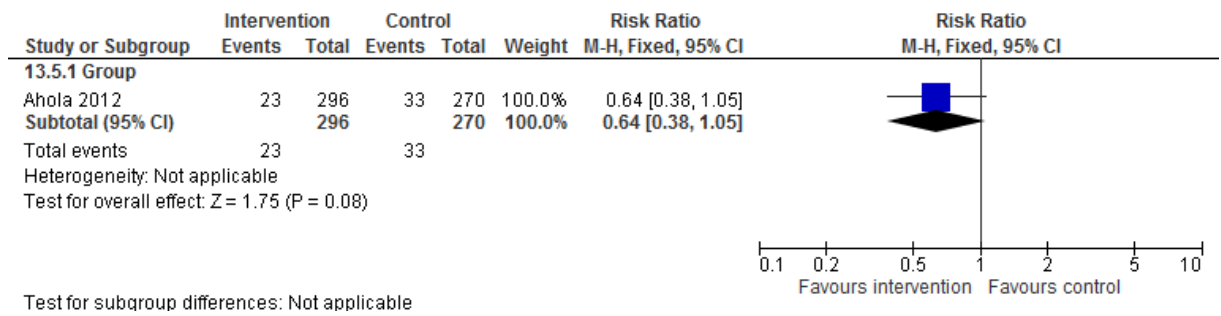 Intervention Control Risk Ratio Risk Ratio
Study or Subgroup Events Total Events Total Weight M-H, Fixed, 95% CI M-H, Fixed, 95% CI
13.5.1 Group
Ahola 2012 23 296 33 270 100.0% 0.64 [0.38, 1.05]
Subtotal (95% CI) 296 270 100.0% 0.64 [0.38, 1.05]
Total events 23 33
Heterogeneity: Not applicable
Test for overall effect: Z = 1.75 (P = 0.08)
0.1 0.2 0.5 1 2 5 10
Favours intervention Favours control
Test for subgroup differences: Not applicable